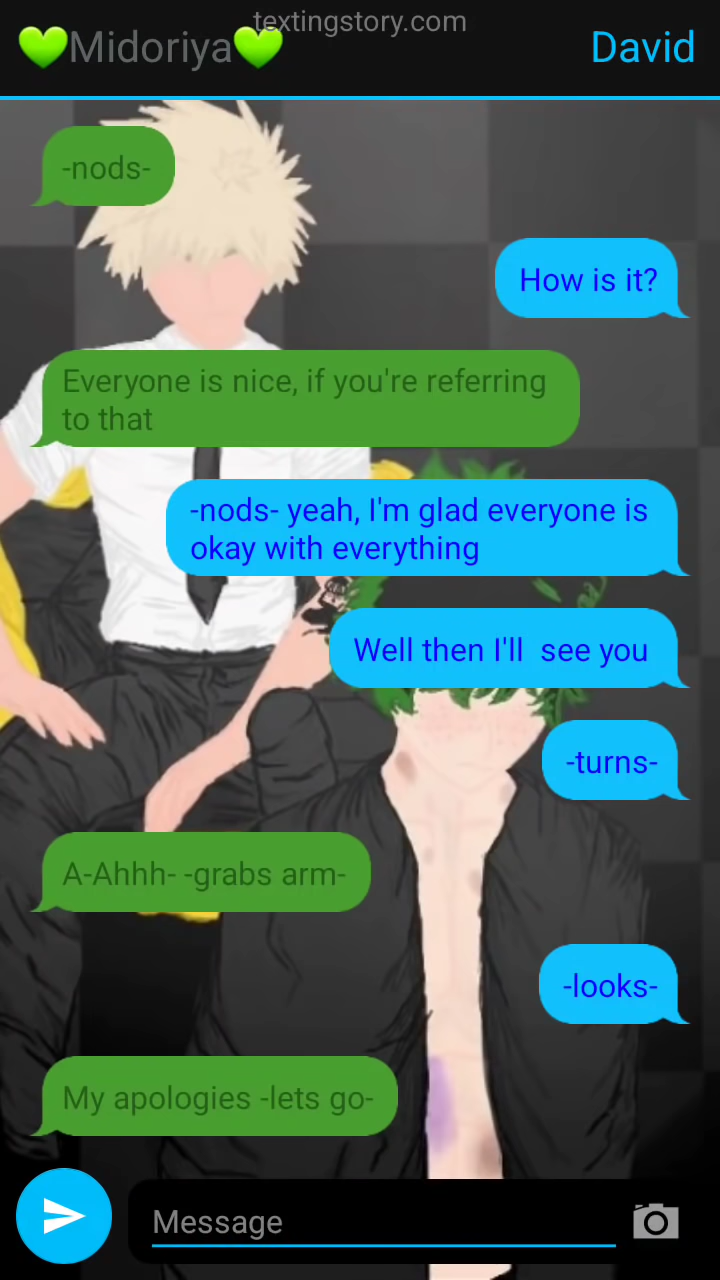 textingstory.com
💚Midoriya💚
David
-nods-
How is it?
Everyone is nice, if you're referring
to that
-nods- yeah, I'm glad everyone is
okay with everything
Well then I'll  see you
-turns-
A-Ahhh- -grabs arm-
-looks-
My apologies -lets go-
Message